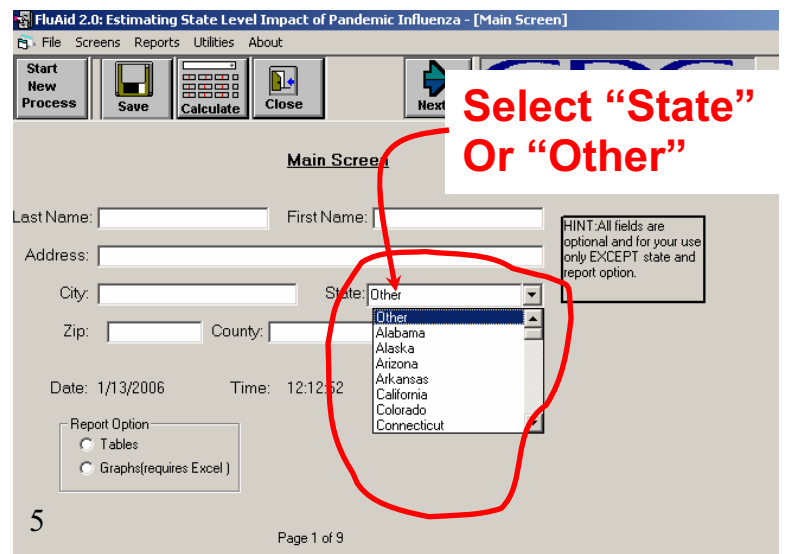 FluAid 2.0: Estimating State Level Impact of Pandemic Influenza - [Main Screen]
File Screens Reports Utilities About
Start New Process Save Calculate Close Next
Select “State”
Or “Other”
Main Screen
Last Name: First Name:
HINT:All fields are
optional and for your use
only EXCEPT state and
report option.
Address:
City: State: Other
Zip: County:
Other
Alabama
Alaska
Arizona
Arkansas
California
Colorado
Connecticut
Date: 1/13/2006 Time: 12:12:52
Report Option
Tables
Graphs(requires Excel )
5
Page 1 of 9